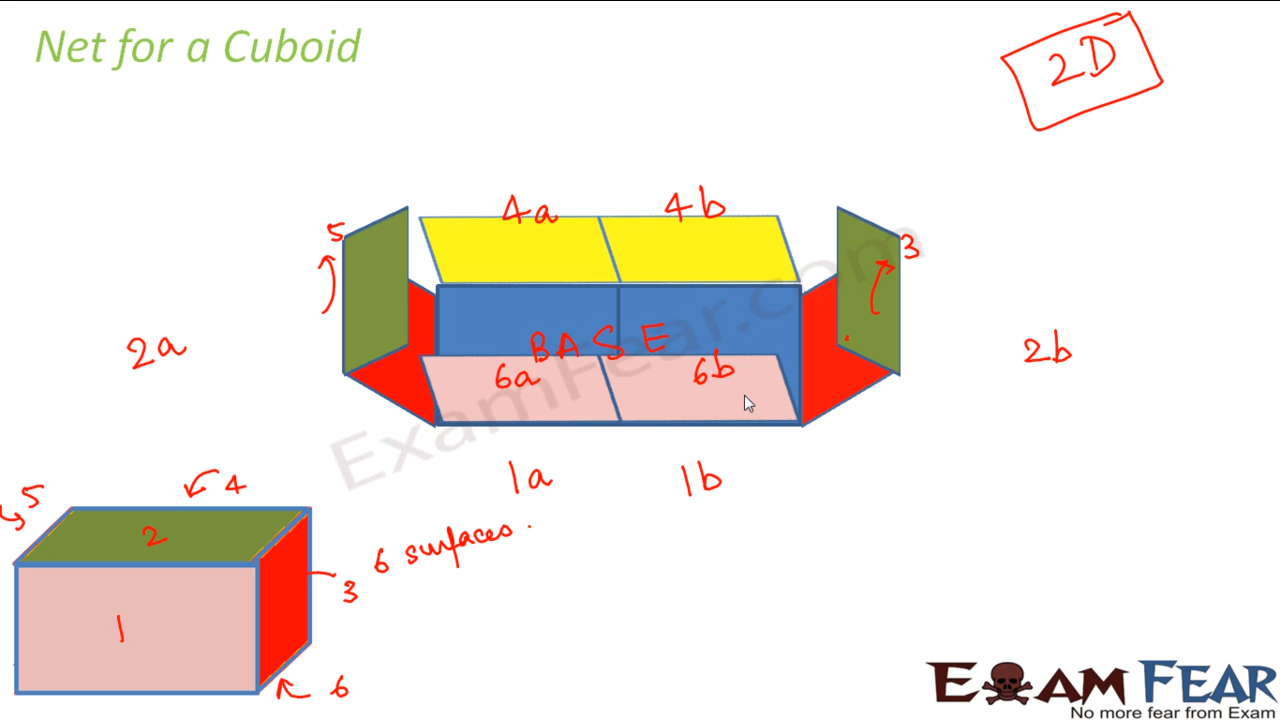 Net for a Cuboid
2D
4a 4b
5 3
BASE
2a 6a 6b 2b
1a 1b
5 4
2
6 surfaces.
3
1
6
ExamFear.com
EXAM FEAR
No more fear from Exam